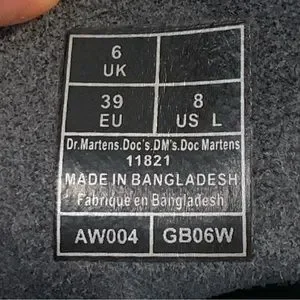 6
UK
39 8
EU US L
Dr.Martens.Doc's.DM's.Doc Martens
11821
MADE IN BANGLADESH
Fabriqué en Bangladesh
AW004 GB06W